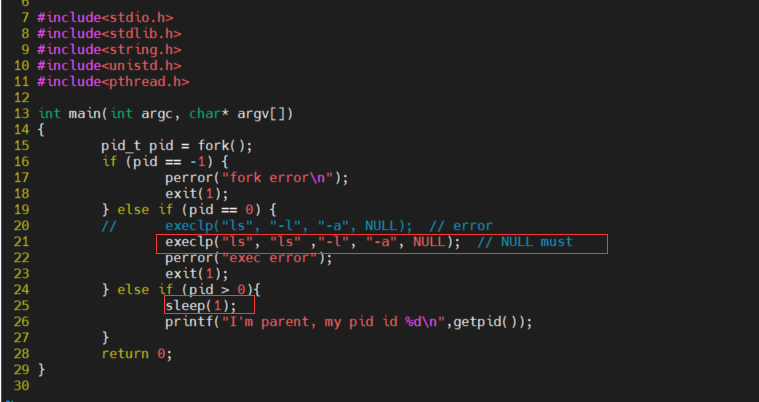 6
7 #include<stdio.h>
8 #include<stdlib.h>
9 #include<string.h>
10 #include<unistd.h>
11 #include<pthread.h>
12
13 int main(int argc, char* argv[])
14 {
15 pid_t pid = fork();
16 if (pid == -1) {
17 perror("fork error\n");
18 exit(1);
19 } else if (pid == 0) {
20 // execlp("ls", "-l", "-a", NULL); // error
21 execlp("ls", "ls" ,"-l", "-a", NULL); // NULL must
22 perror("exec error");
23 exit(1);
24 } else if (pid > 0){
25 sleep(1);
26 printf("I'm parent, my pid id %d\n",getpid());
27 }
28 return 0;
29 }
30